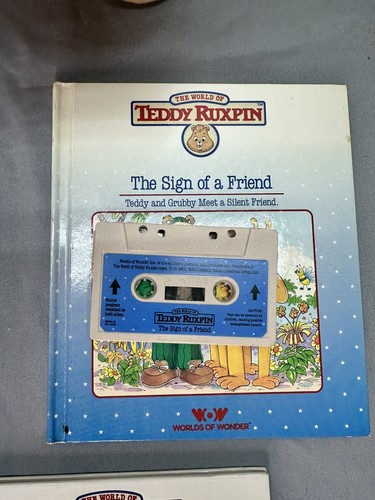 THE WORLD OF
TEDDY RUXPIN
The Sign of a Friend
Teddy and Grubby Meet a Silent Friend.
THE WORLD OF
TEDDY RUXPIN
The Sign of a Friend
WOW
WORLDS OF WONDER
THE WORLD OF